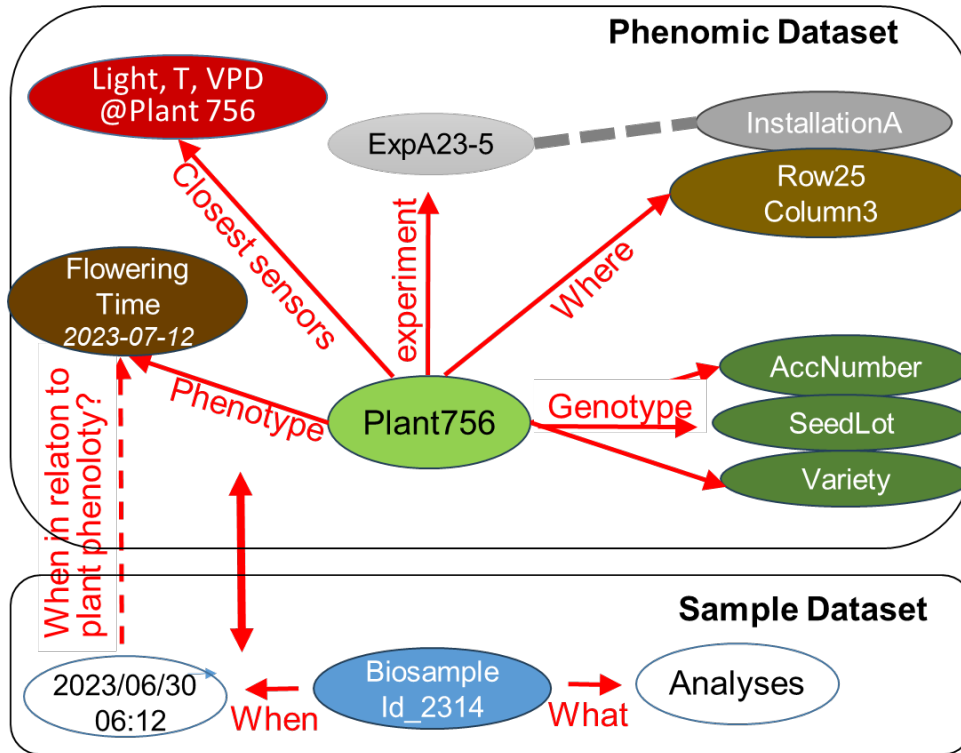 Phenomic Dataset
Light, T, VPD
@Plant 756
ExpA23-5
InstallationA
Row25
Column3
Closest sensors
experiment
Where
Flowering
Time
2023-07-12
Phenotype
Plant756
Genotype
AccNumber
SeedLot
Variety
When in relaton to
plant phenoloty?
Sample Dataset
2023/06/30
06:12
When
Biosample
Id_2314
What
Analyses